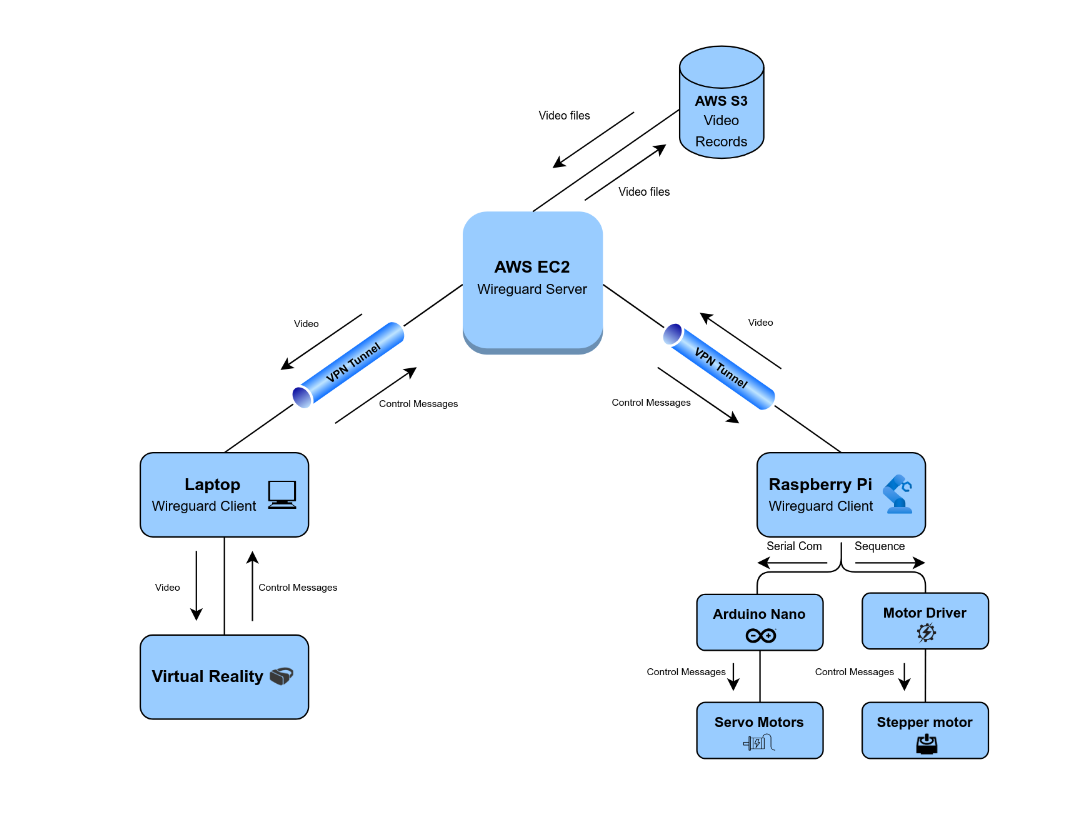 AWS S3
Video
Records
Video files
Video files
AWS EC2
Wireguard Server
Video
VPN Tunnel
Control Messages
Video
VPN Tunnel
Control Messages
Laptop
Wireguard Client
Raspberry Pi
Wireguard Client
Serial Com
Sequence
Video
Control Messages
Arduino Nano
Motor Driver
Virtual Reality
Control Messages
Control Messages
Servo Motors
Stepper motor